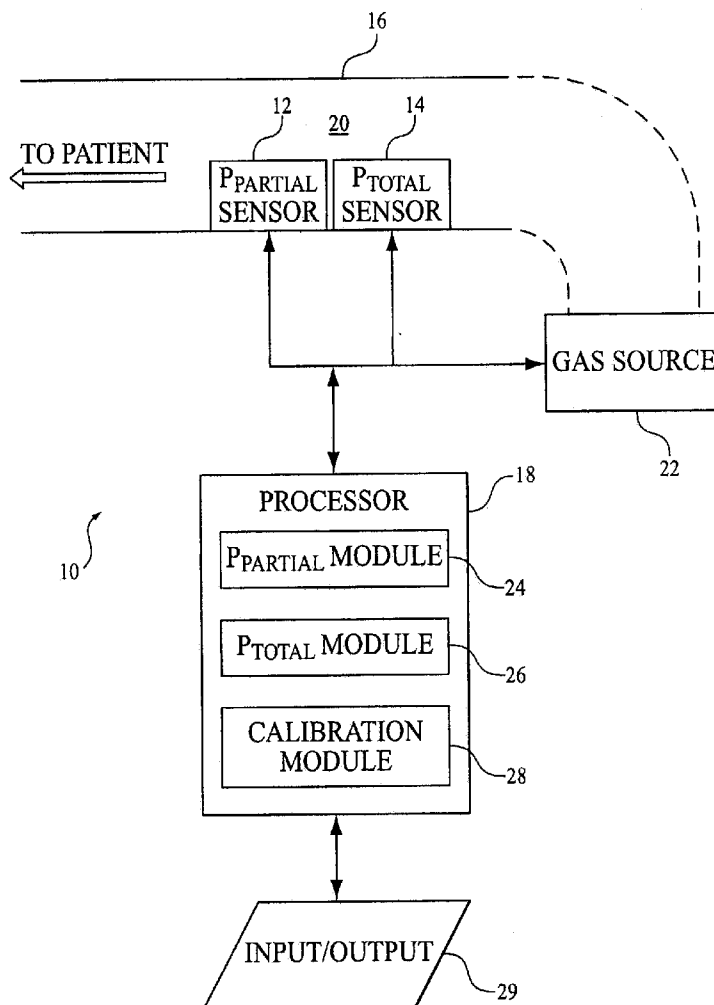 16
12
20
14
TO PATIENT
PPARTIAL
SENSOR
PTOTAL
SENSOR
GAS SOURCE
22
18
PROCESSOR
PPARTIAL MODULE
24
10
PTOTAL MODULE
26
CALIBRATION
MODULE
28
INPUT/OUTPUT
29